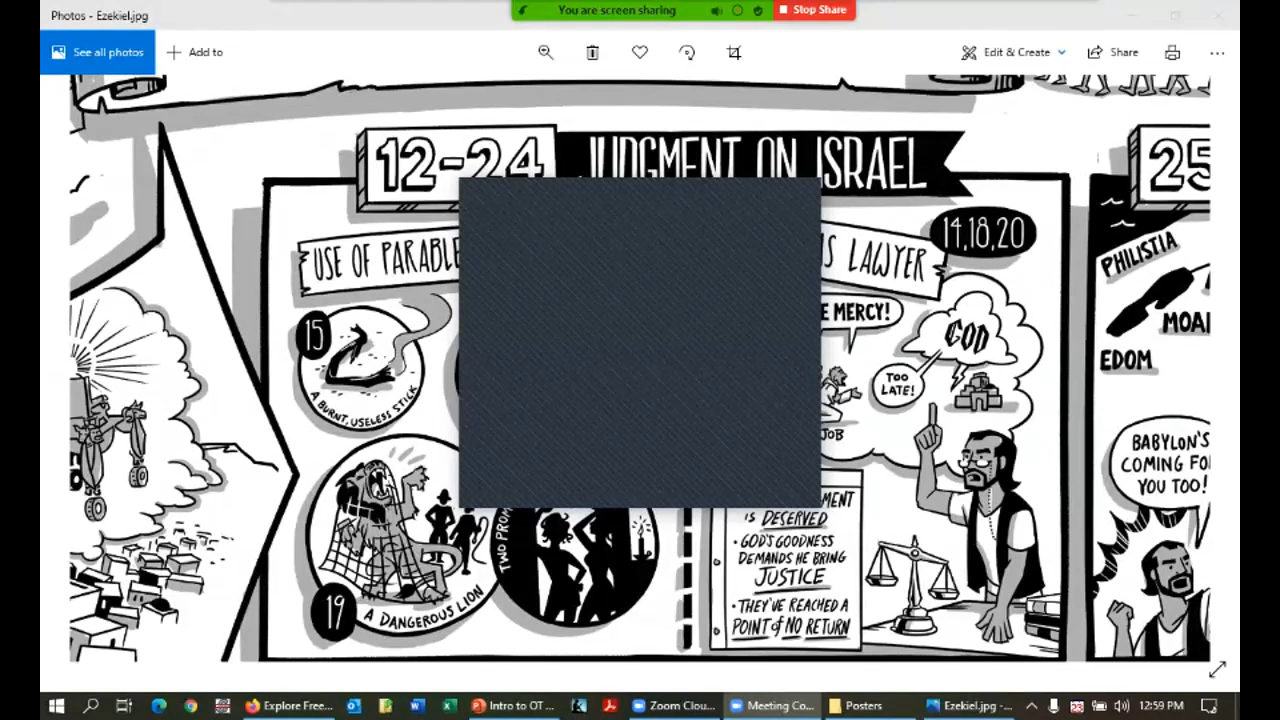 Photos - Ezekiel.jpg
You are screen sharing
Stop Share
See all photos
Add to
Edit & Create
Share
12-24
JUDGMENT ON ISRAEL
25
USE OF PARABLE
S LAWYER
14,18,20
15
A BURNT, USELESS STICK
E MERCY!
GOD
TOO
LATE!
JOB
19
A DANGEROUS LION
TWO PROM
MENT
IS DESERVED
• GOD'S GOODNESS
DEMANDS HE BRING
JUSTICE
• THEY'VE REACHED A
POINT of NO RETURN
PHILISTIA
MOAI
EDOM
BABYLON'S
COMING FO
YOU TOO!
Explore Free...
Intro to OT ...
Zoom Clou...
Meeting Co...
Posters
Ezekiel.jpg -...
12:59 PM